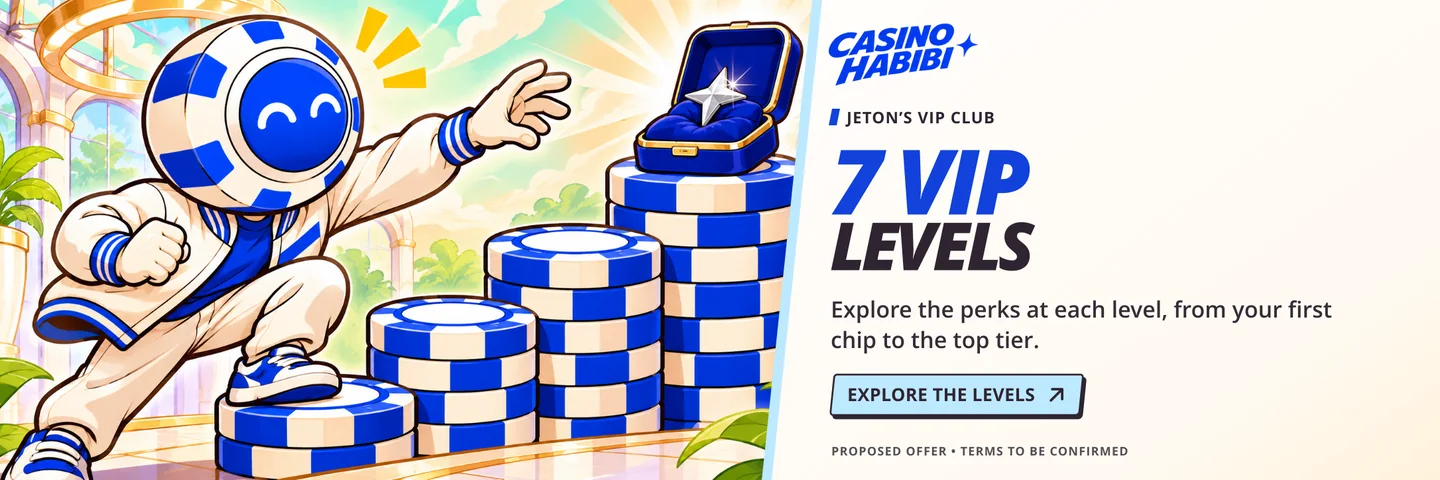 CASINO
HABIBI
JETON’S VIP CLUB
7 VIP
LEVELS
Explore the perks at each level, from your first
chip to the top tier.
EXPLORE THE LEVELS
PROPOSED OFFER • TERMS TO BE CONFIRMED